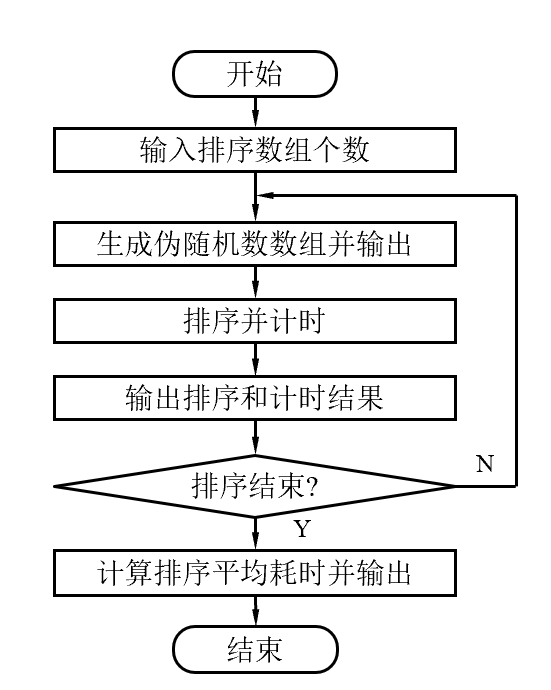 开始
输入排序数组个数
生成伪随机数数组并输出
排序并计时
输出排序和计时结果
排序结束?
N
Y
计算排序平均耗时并输出
结束